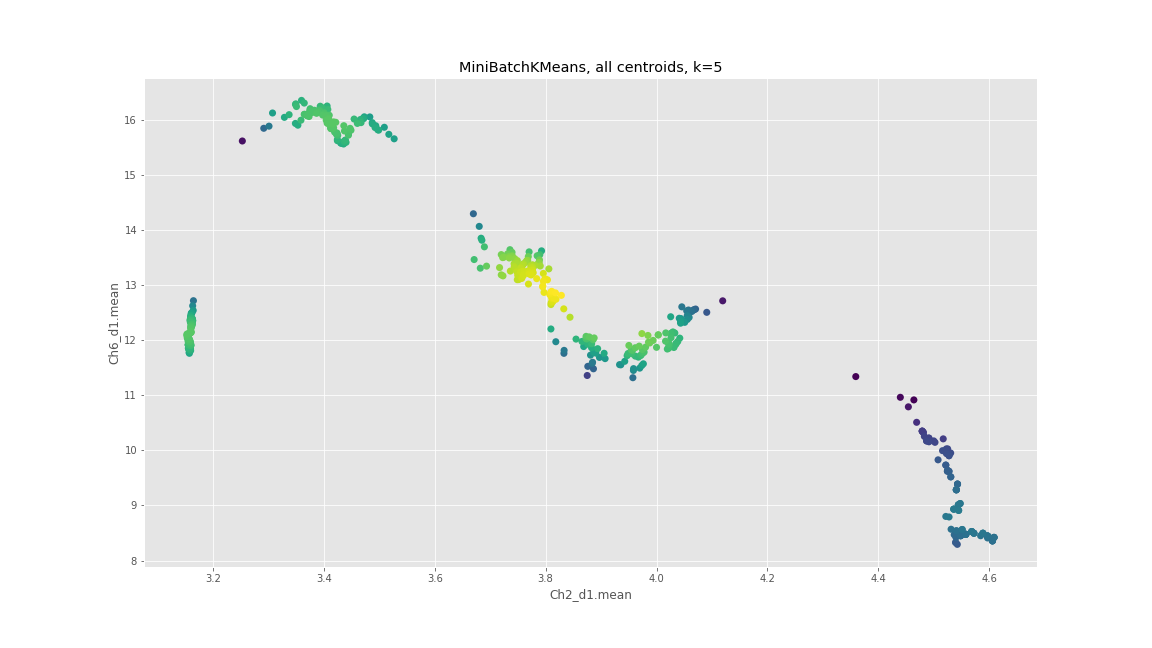 MiniBatchKMeans, all centroids, k=5
16
15
14
13
12
11
10
9
8
Ch6_d1.mean
3.2 3.4 3.6 3.8 4.0 4.2 4.4 4.6
Ch2_d1.mean